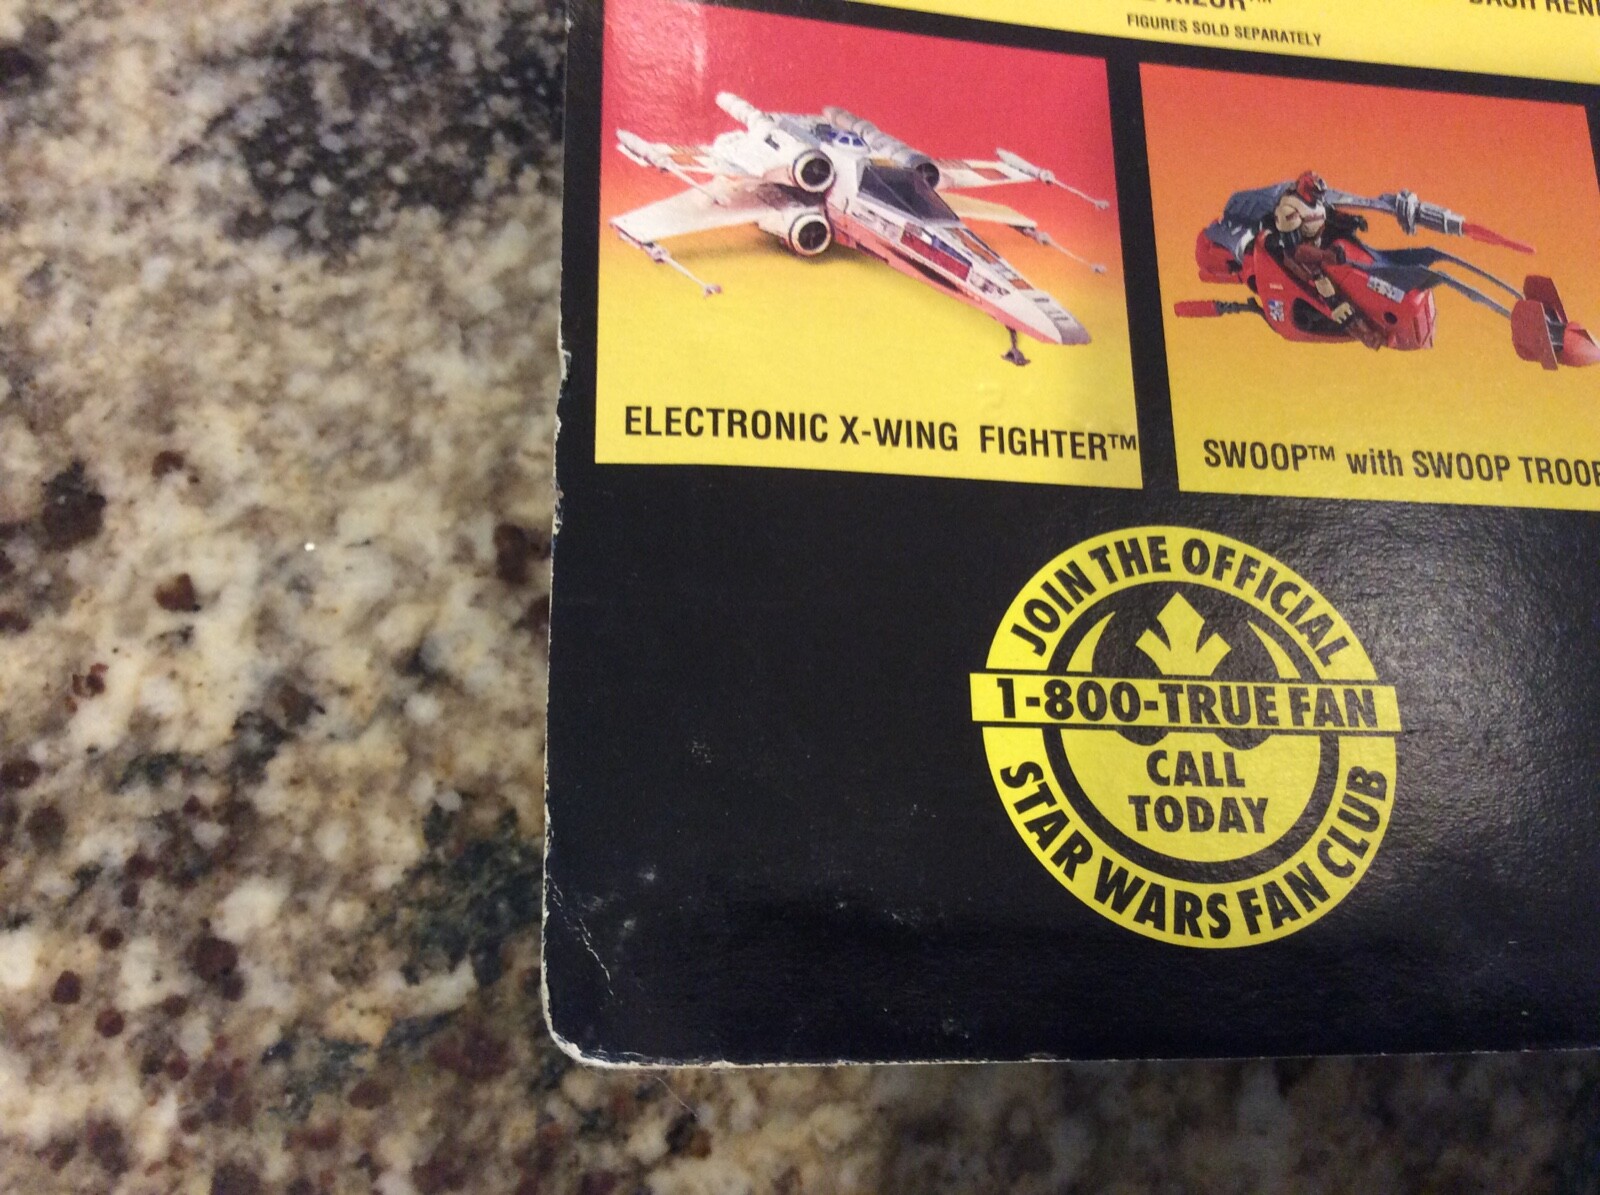 FIGURES SOLD SEPARATELY
ELECTRONIC X-WING FIGHTER™
SWOOP™ with SWOOP
JOIN THE OFFICIAL
1-800-TRUE FAN
CALL
TODAY
STAR WARS FAN CLUB